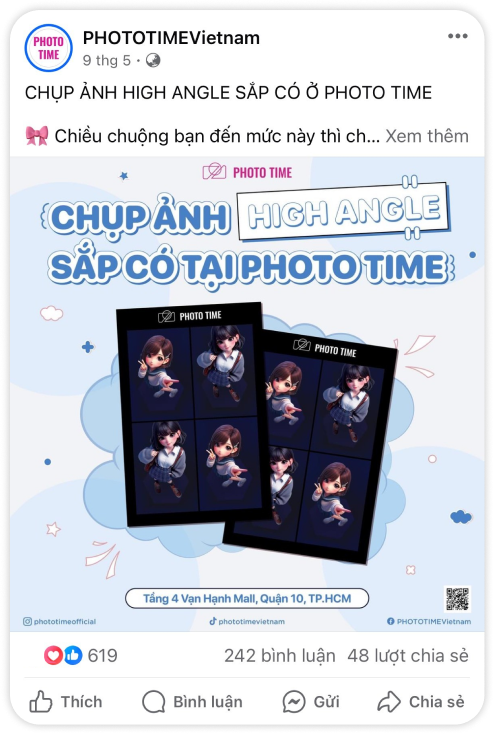 PHOTO
TIME
PHOTOTIMEVietnam
9 thg 5 ·
CHỤP ẢNH HIGH ANGLE SẮP CÓ Ở PHOTO TIME
🎀 Chiều chuộng bạn đến mức này thì ch... Xem thêm
PHOTO TIME
CHỤP ẢNH HIGH ANGLE
SẮP CÓ TẠI PHOTO TIME
PHOTO TIME
PHOTO TIME
Tầng 4 Vạn Hạnh Mall, Quận 10, TP.HCM
phototimeofficial phototimevietnam PHOTOTIMEVietnam
619 242 bình luận 48 lượt chia sẻ
Thích Bình luận Gửi Chia sẻ